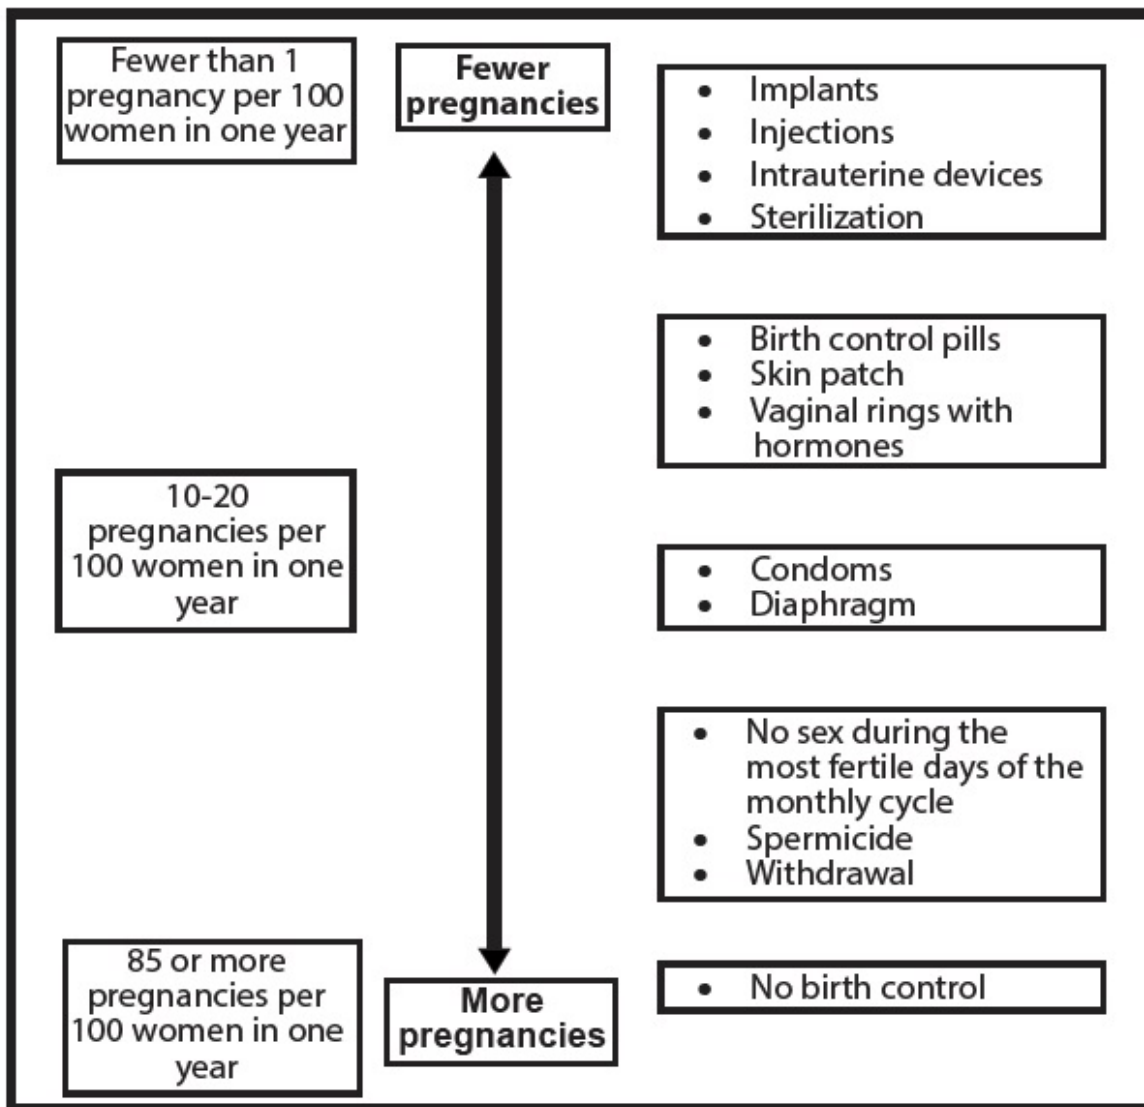 Fewer than 1
pregnancy per 100
women in one year
Fewer
pregnancies
• Implants
• Injections
• Intrauterine devices
• Sterilization
• Birth control pills
• Skin patch
• Vaginal rings with
hormones
10-20
pregnancies per
100 women in one
year
• Condoms
• Diaphragm
• No sex during the
most fertile days of the
monthly cycle
• Spermicide
• Withdrawal
85 or more
pregnancies per
100 women in one
year
More
pregnancies
• No birth control